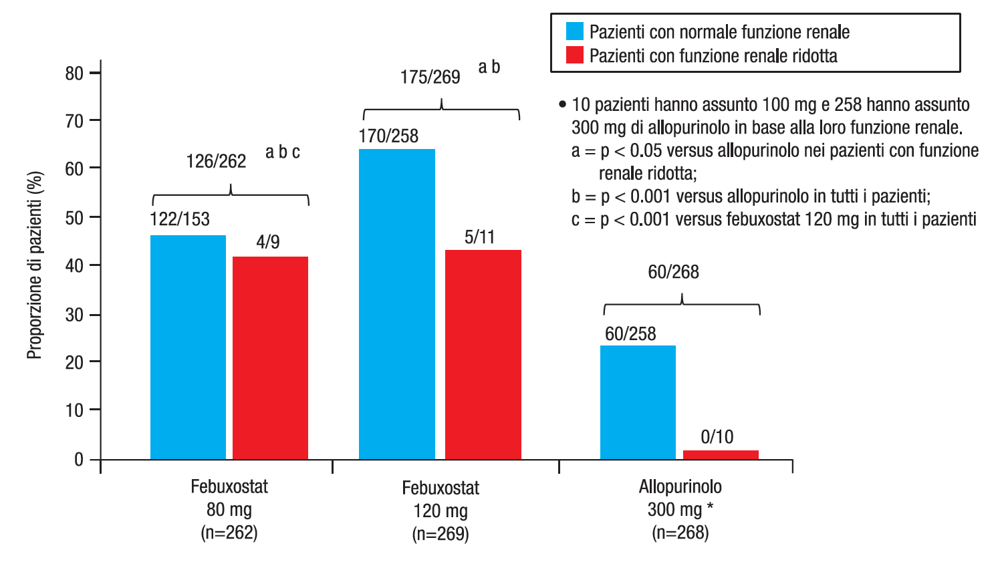 Pazienti con normale funzione renale
Pazienti con funzione renale ridotta
• 10 pazienti hanno assunto 100 mg e 258 hanno assunto
300 mg di allopurinolo in base alla loro funzione renale.
a = p < 0.05 versus allopurinolo nei pazienti con funzione
renale ridotta;
b = p < 0.001 versus allopurinolo in tutti i pazienti;
c = p < 0.001 versus febuxostat 120 mg in tutti i pazienti
Proporzione di pazienti (%)
80
70
60
50
40
30
20
10
0
126/262 a b c
122/153
4/9
175/269 a b
170/258
5/11
60/268
60/258
0/10
Febuxostat
80 mg
(n=262)
Febuxostat
120 mg
(n=269)
Allopurinolo
300 mg *
(n=268)